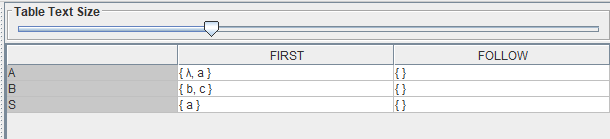 Table Text Size
FIRST FOLLOW
A { λ, a } { }
B { b, c } { }
S { a } { }